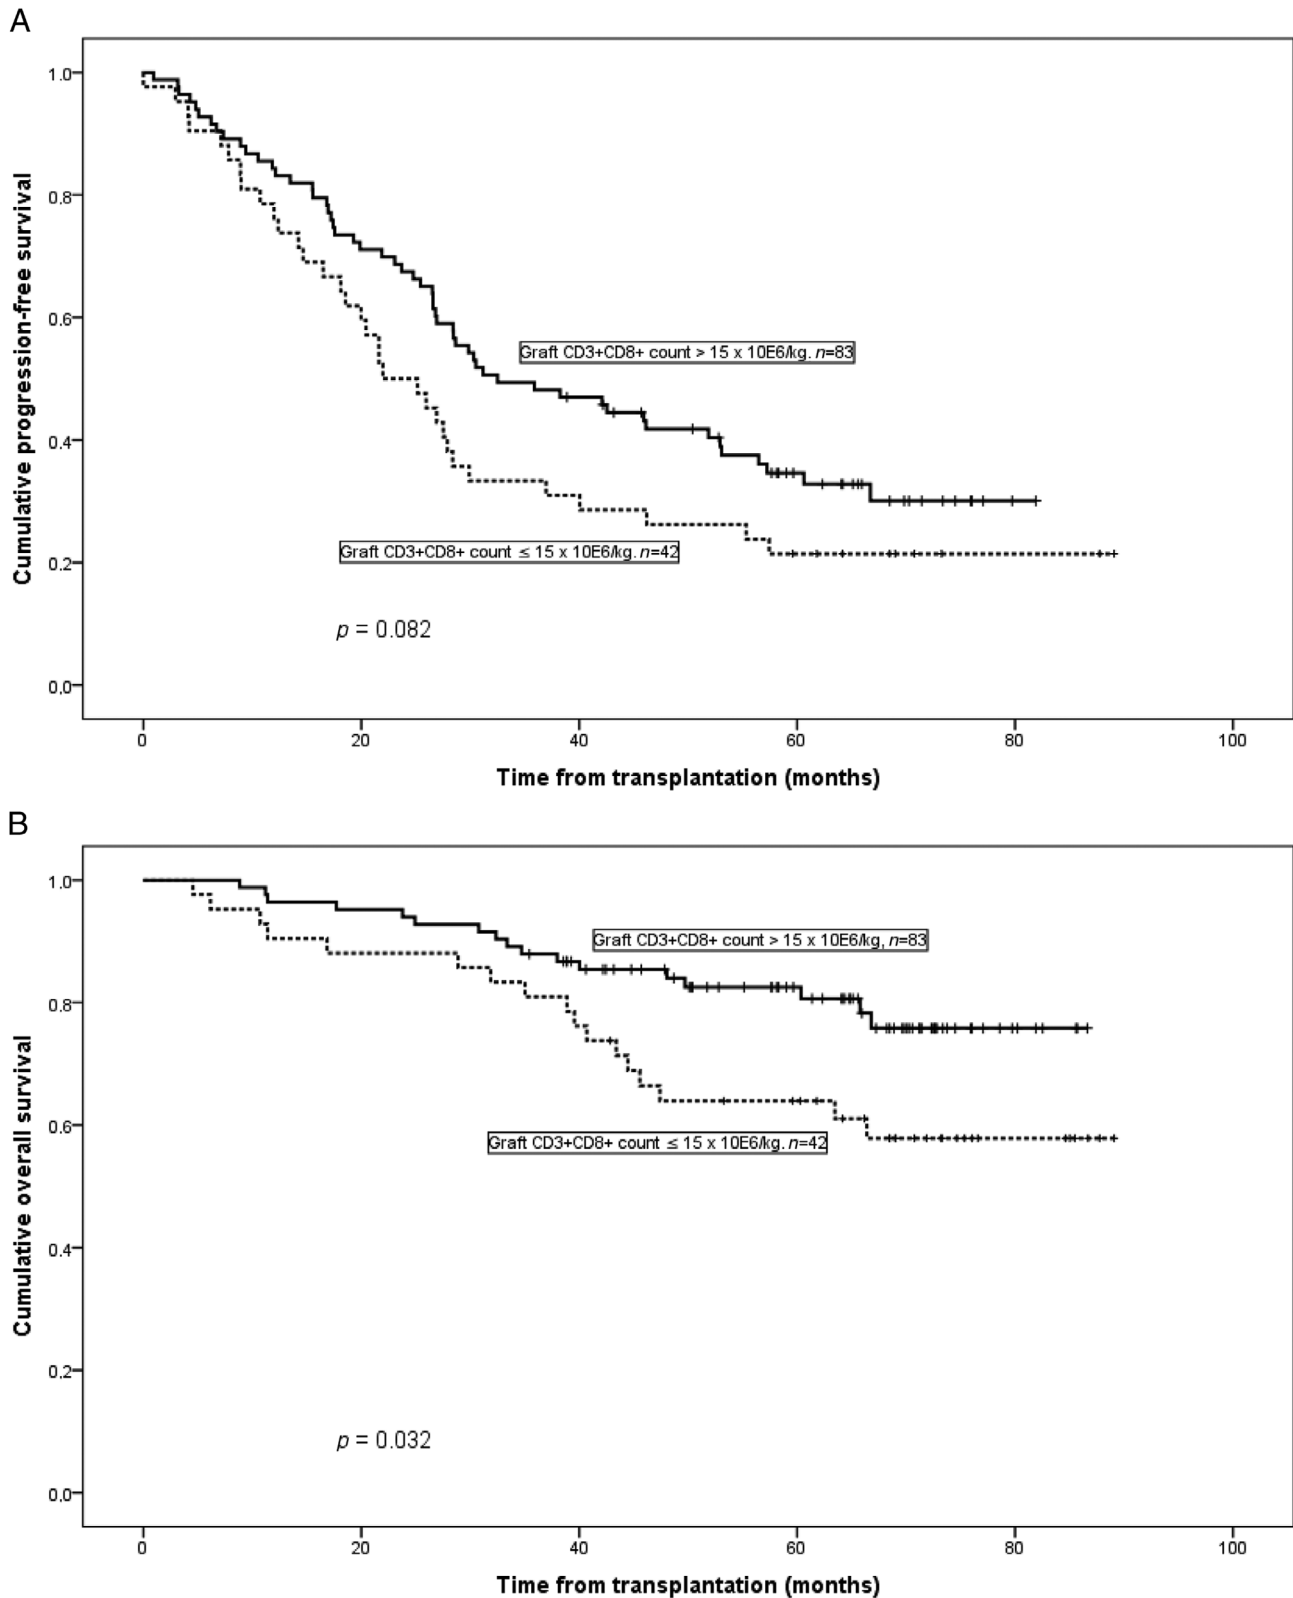 A
1.0
0.8
0.6
0.4
0.2
0.0
Cumulative progression-free survival
Graft CD3+CD8+ count > 15 x 10E6/kg. n=83
Graft CD3+CD8+ count ≤ 15 x 10E6/kg. n=42
p = 0.082
0 20 40 60 80 100
Time from transplantation (months)
B
1.0
0.8
0.6
0.4
0.2
0.0
Cumulative overall survival
Graft CD3+CD8+ count > 15 x 10E6/kg, n=83
Graft CD3+CD8+ count ≤ 15 x 10E6/kg. n=42
p = 0.032
0 20 40 60 80 100
Time from transplantation (months)